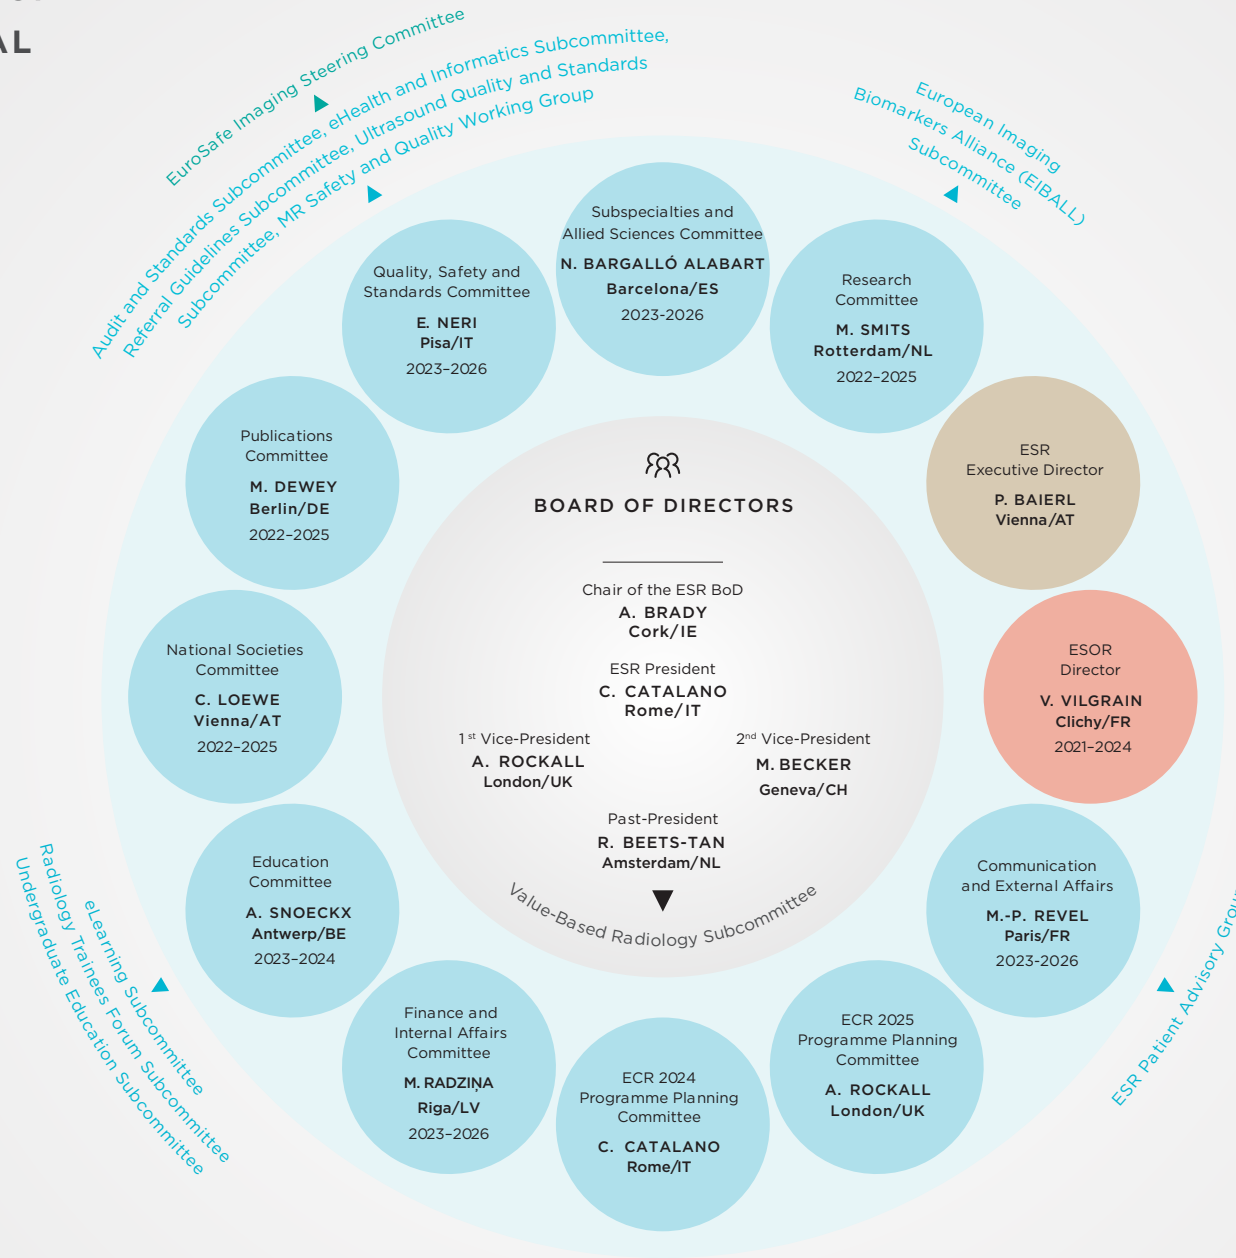 AL
EuroSafe Imaging Steering Committee
Audit and Standards Subcommittee, eHealth and Informatics Subcommittee,
Referral Guidelines Subcommittee, Ultrasound Quality and Standards
Subcommittee, MR Safety and Quality Working Group
European Imaging
Biomarkers Alliance (EIBALL)
Subcommittee
Subspecialties and
Allied Sciences Committee
N. BARGALLÓ ALABART
Barcelona/ES
2023-2026
Quality, Safety and
Standards Committee
E. NERI
Pisa/IT
2023–2026
Research
Committee
M. SMITS
Rotterdam/NL
2022–2025
Publications
Committee
M. DEWEY
Berlin/DE
2022–2025
ESR
Executive Director
P. BAIERL
Vienna/AT
BOARD OF DIRECTORS
Chair of the ESR BoD
A. BRADY
Cork/IE
ESR President
C. CATALANO
Rome/IT
1st Vice-President
A. ROCKALL
London/UK
2nd Vice-President
M. BECKER
Geneva/CH
Past-President
R. BEETS-TAN
Amsterdam/NL
Value-Based Radiology Subcommittee
National Societies
Committee
C. LOEWE
Vienna/AT
2022–2025
ESOR
Director
V. VILGRAIN
Clichy/FR
2021–2024
Education
Committee
A. SNOECKX
Antwerp/BE
2023–2024
Communication
and External Affairs
M.-P. REVEL
Paris/FR
2023-2026
eLearning Subcommittee
Radiology Trainees Forum Subcommittee
Undergraduate Education Subcommittee
ESR Patient Advisory Group
Finance and
Internal Affairs
Committee
M. RADZIŅA
Riga/LV
2023–2026
ECR 2024
Programme Planning
Committee
C. CATALANO
Rome/IT
ECR 2025
Programme Planning
Committee
A. ROCKALL
London/UK